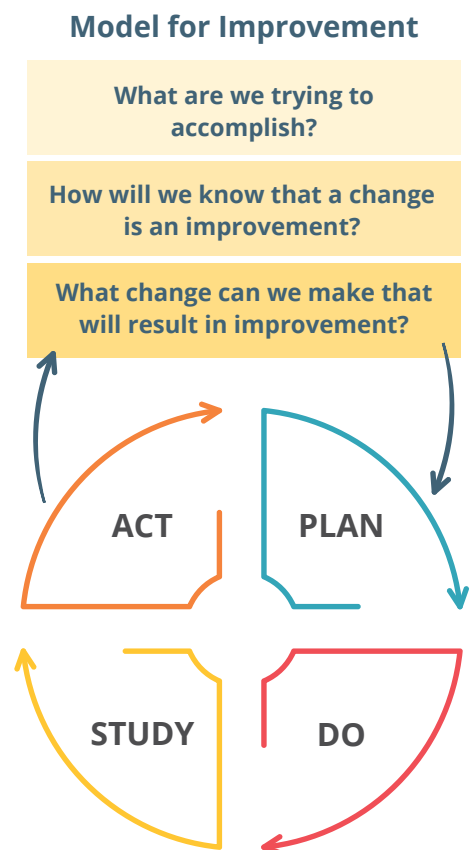 Model for Improvement
What are we trying to
accomplish?
How will we know that a change
is an improvement?
What change can we make that
will result in improvement?
ACT
PLAN
STUDY
DO